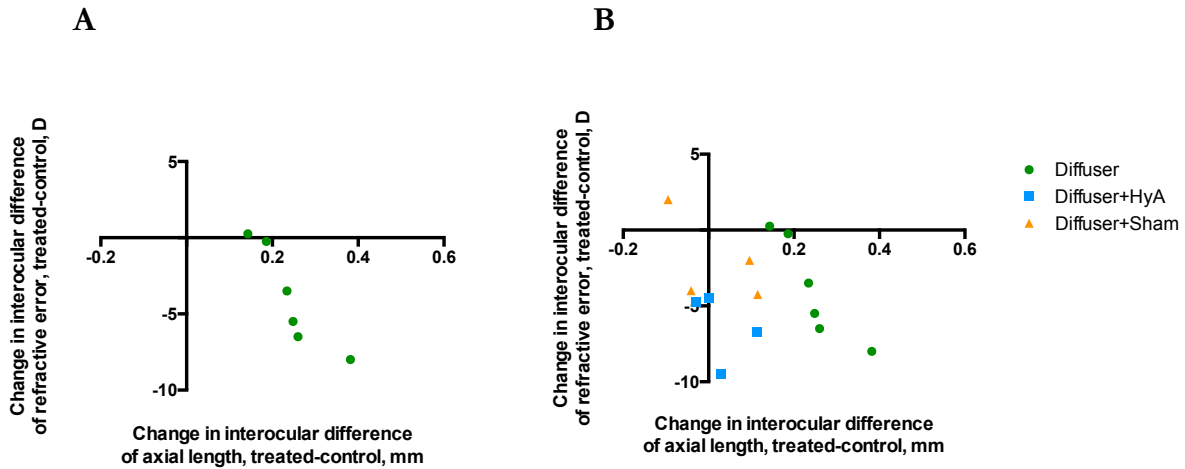 A
Change in interocular difference
of refractive error, treated-control, D
5
-0.2
0.2
0.4
0.6
-5
-10
Change in interocular difference
of axial length, treated-control, mm
B
Change in interocular difference
of refractive error, treated-control, D
5
-0.2
0.2
0.4
0.6
-5
-10
Change in interocular difference
of axial length, treated-control, mm
Diffuser
Diffuser+HyA
Diffuser+Sham